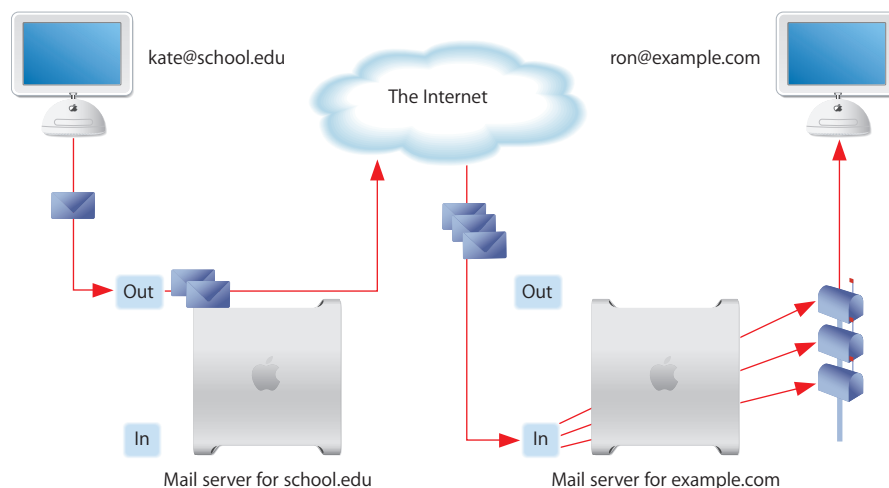 kate@school.edu
ron@example.com
The Internet
Out
Out
In
In
Mail server for school.edu
Mail server for example.com